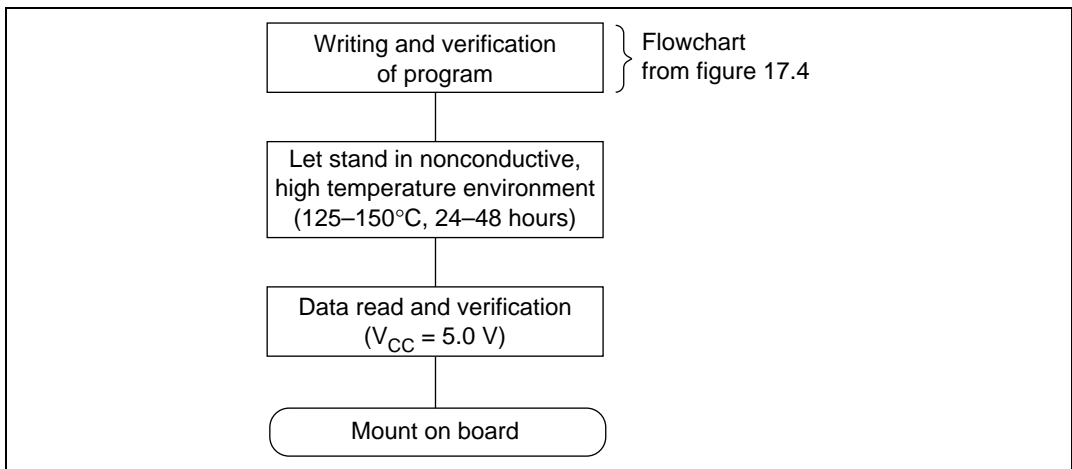 Writing and verification
of program
Flowchart
from figure 17.4
Let stand in nonconductive,
high temperature environment
(125–150°C, 24–48 hours)
Data read and verification
(VCC = 5.0 V)
Mount on board